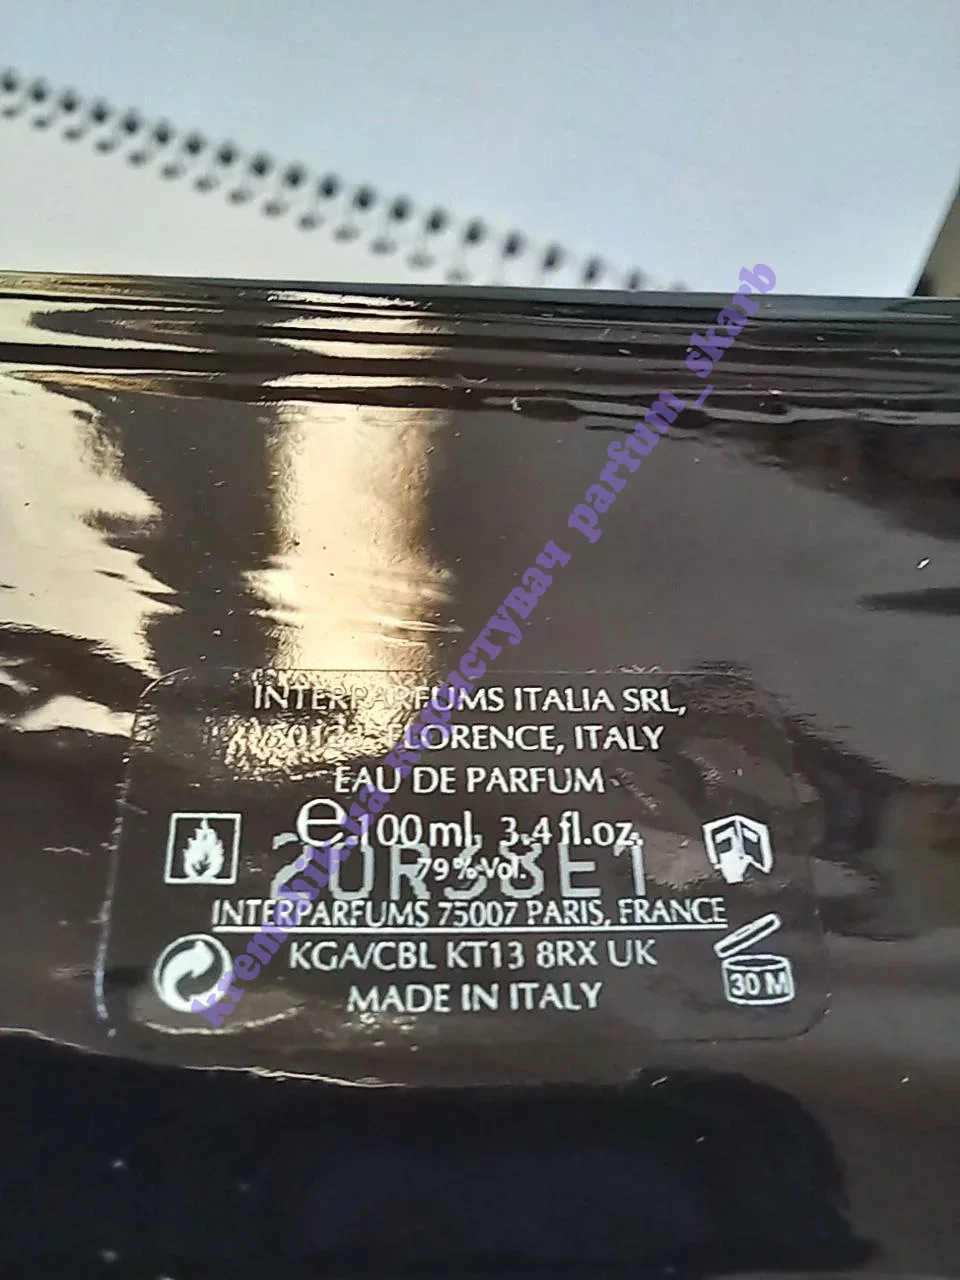 INTERPARFUMS ITALIA SRL,
FLORENCE, ITALY
EAU DE PARFUM
e 100 ml, 3.4 fl.oz.
79%Vol.
INTERPARFUMS 75007 PARIS, FRANCE
KGA/CBL KT13 8RX UK
MADE IN ITALY
30 M
користувач parfum_skarb